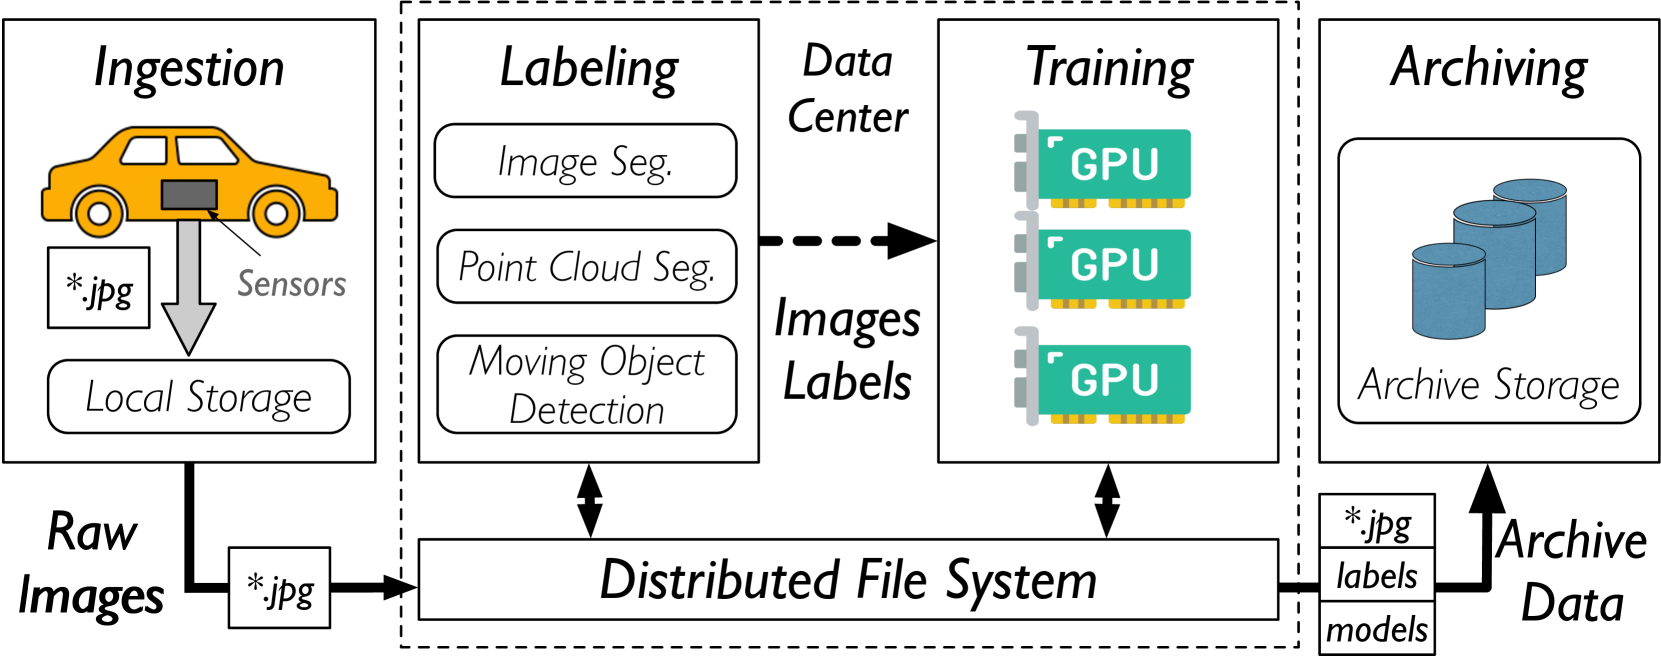 Ingestion
*.jpg
Sensors
Local Storage
Raw
Images
*.jpg
Labeling
Image Seg.
Point Cloud Seg.
Moving Object
Detection
Data
Center
Images
Labels
Training
GPU
GPU
GPU
Distributed File System
Archiving
Archive Storage
*.jpg
labels
models
Archive
Data